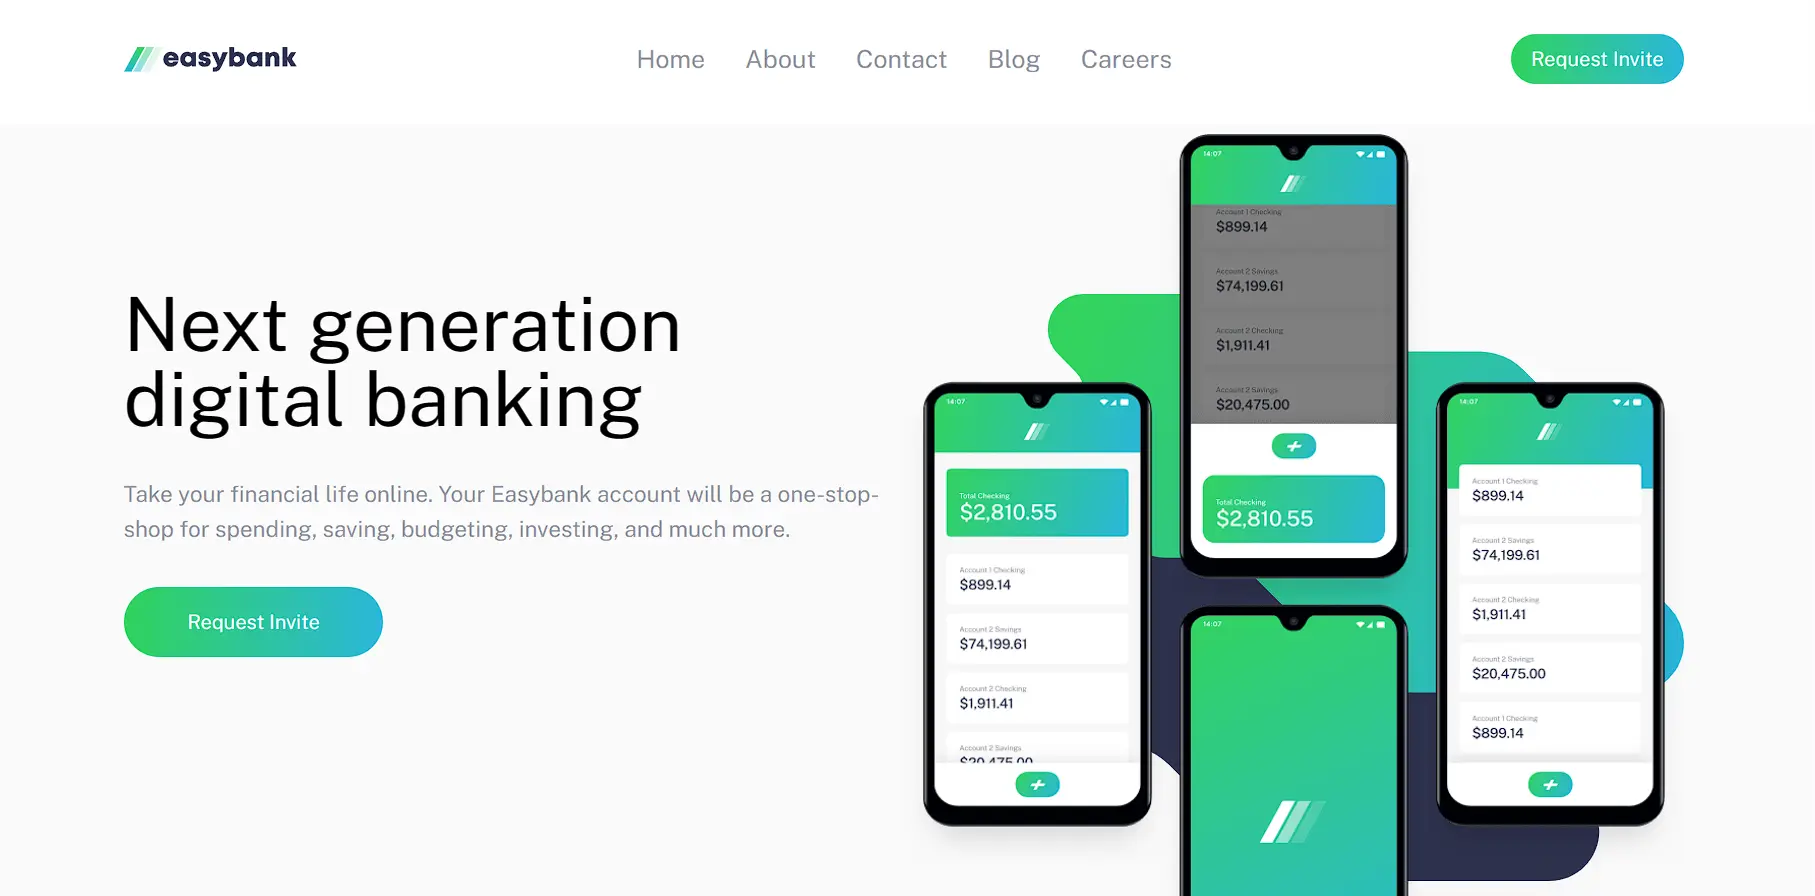 easybank
Home
About
Contact
Blog
Careers
Request Invite
Next generation
digital banking
Take your financial life online. Your Easybank account will be a one-stop-
shop for spending, saving, budgeting, investing, and much more.
Request Invite
14:07
Account 1 Checking
$899.14
Account 2 Savings
$74,199.61
Account 2 Checking
$1,911.41
Account 2 Savings
$20,475.00
Total Checking
$2,810.55
14:07
Total Checking
$2,810.55
Account 1 Checking
$899.14
Account 2 Savings
$74,199.61
Account 2 Checking
$1,911.41
Account 2 Savings
$20,475.00
14:07
Account 1 Checking
$899.14
Account 2 Savings
$74,199.61
Account 2 Checking
$1,911.41
Account 2 Savings
$20,475.00
Account 1 Checking
$899.14
14:07